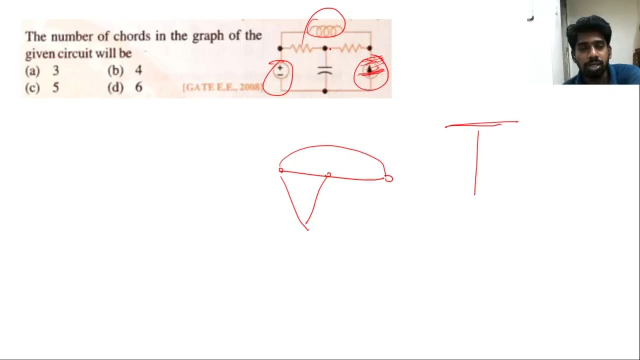 The number of chords in the graph of the
given circuit will be
(a) 3 (b) 4
(c) 5 (d) 6 [GATE E.E., 2008]
T